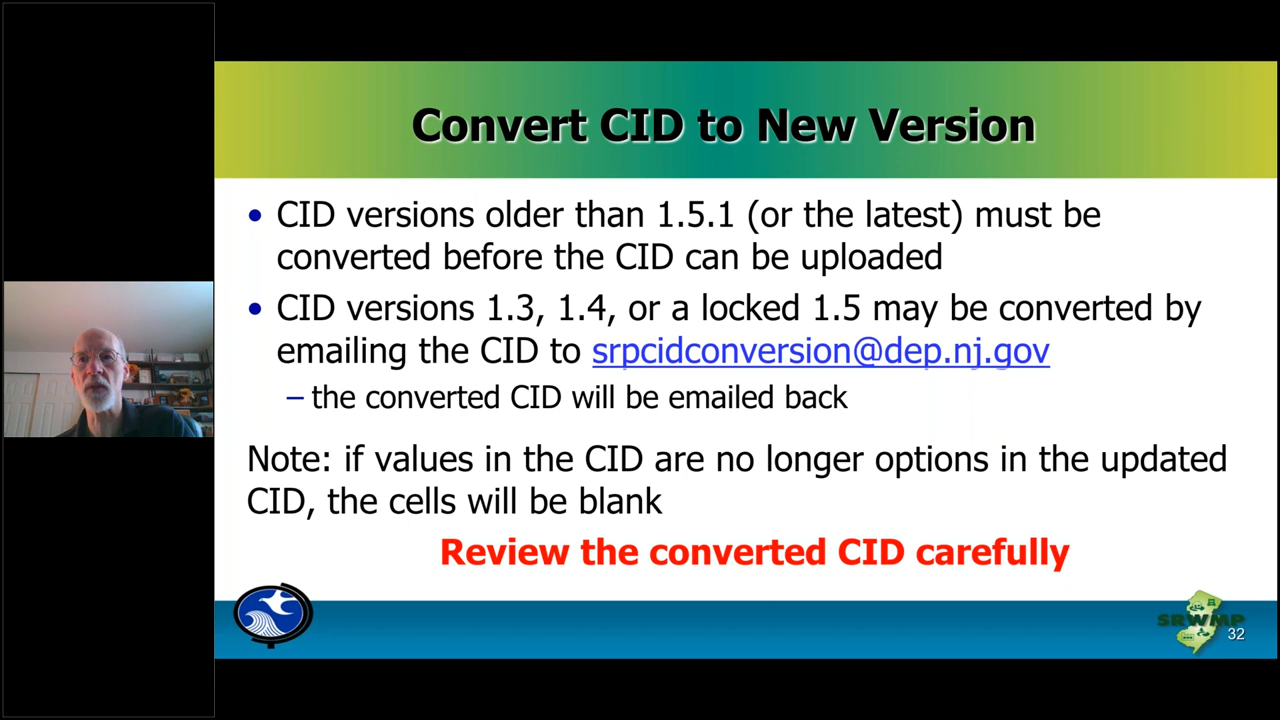 Convert CID to New Version
• CID versions older than 1.5.1 (or the latest) must be
converted before the CID can be uploaded
• CID versions 1.3, 1.4, or a locked 1.5 may be converted by
emailing the CID to srpcidconversion@dep.nj.gov
– the converted CID will be emailed back
Note: if values in the CID are no longer options in the updated
CID, the cells will be blank
Review the converted CID carefully
SRWMP
32